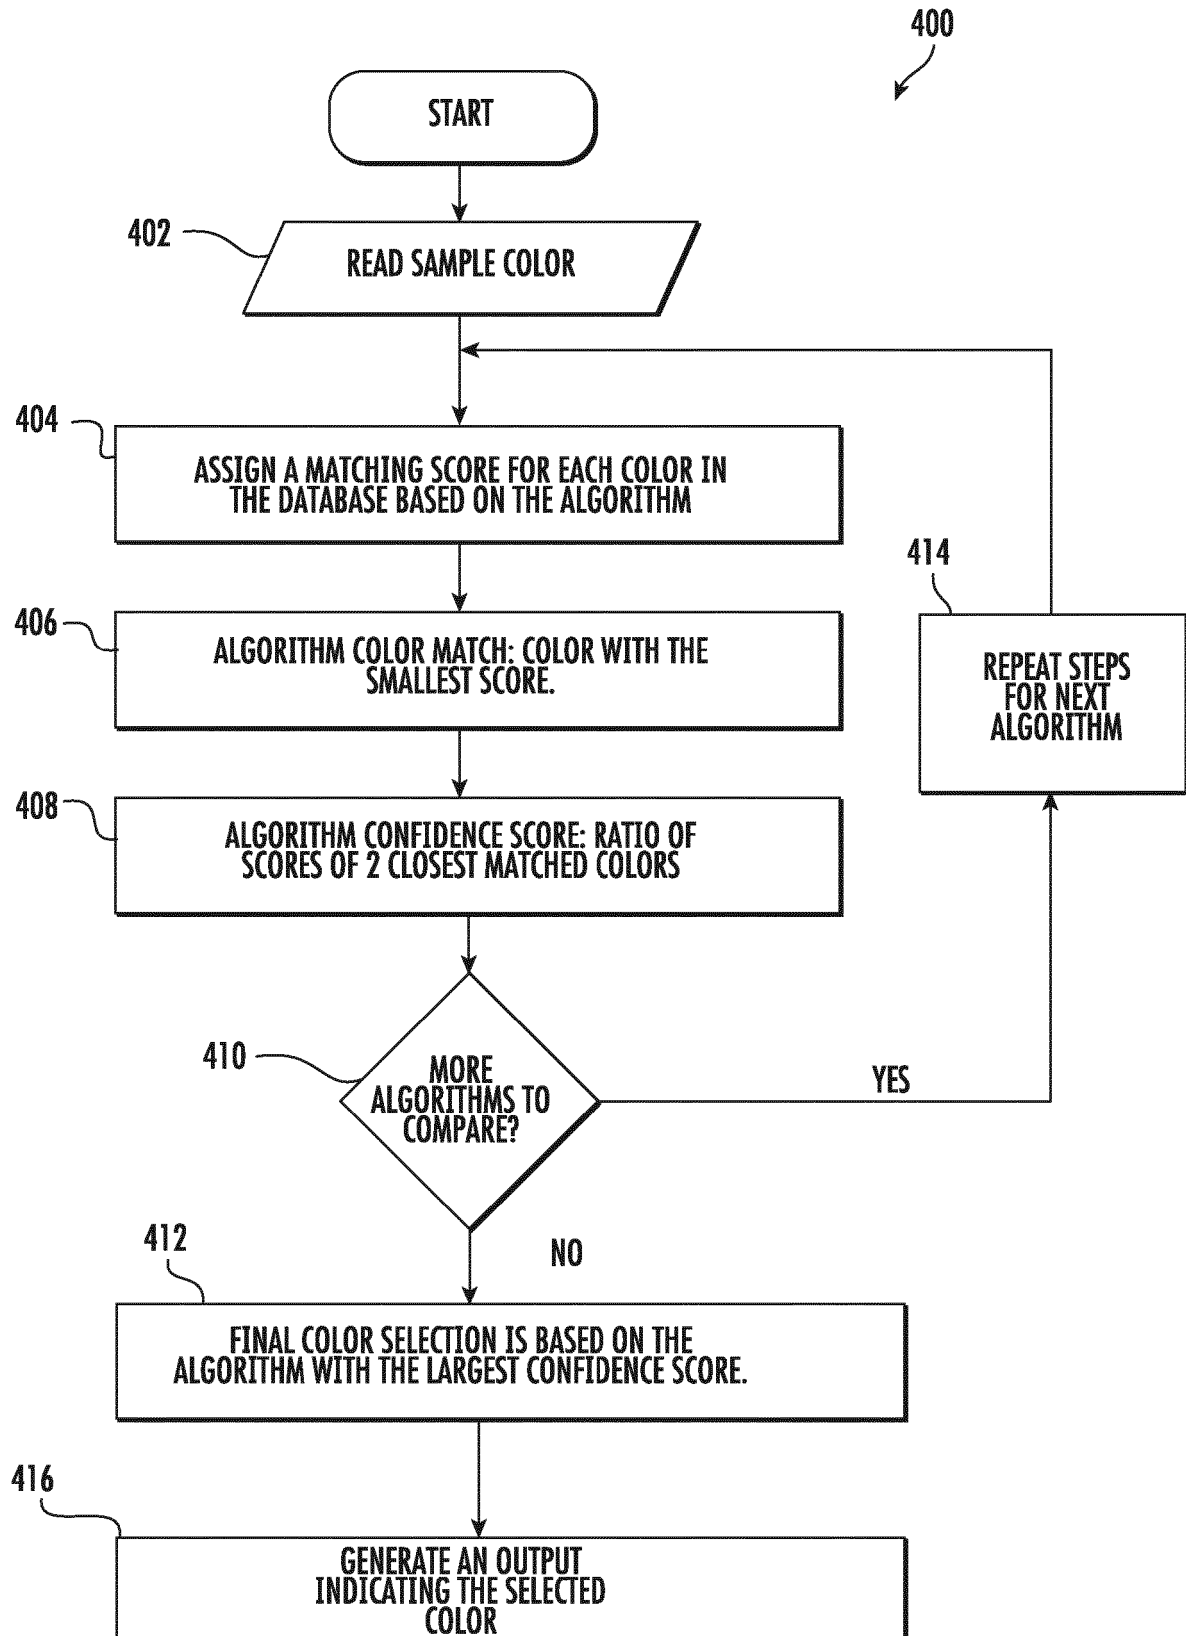 400
START
402
READ SAMPLE COLOR
404
ASSIGN A MATCHING SCORE FOR EACH COLOR IN
THE DATABASE BASED ON THE ALGORITHM
414
406
ALGORITHM COLOR MATCH: COLOR WITH THE
SMALLEST SCORE.
REPEAT STEPS
FOR NEXT
ALGORITHM
408
ALGORITHM CONFIDENCE SCORE: RATIO OF
SCORES OF 2 CLOSEST MATCHED COLORS
410
MORE
ALGORITHMS TO
COMPARE?
YES
NO
412
FINAL COLOR SELECTION IS BASED ON THE
ALGORITHM WITH THE LARGEST CONFIDENCE SCORE.
416
GENERATE AN OUTPUT
INDICATING THE SELECTED
COLOR